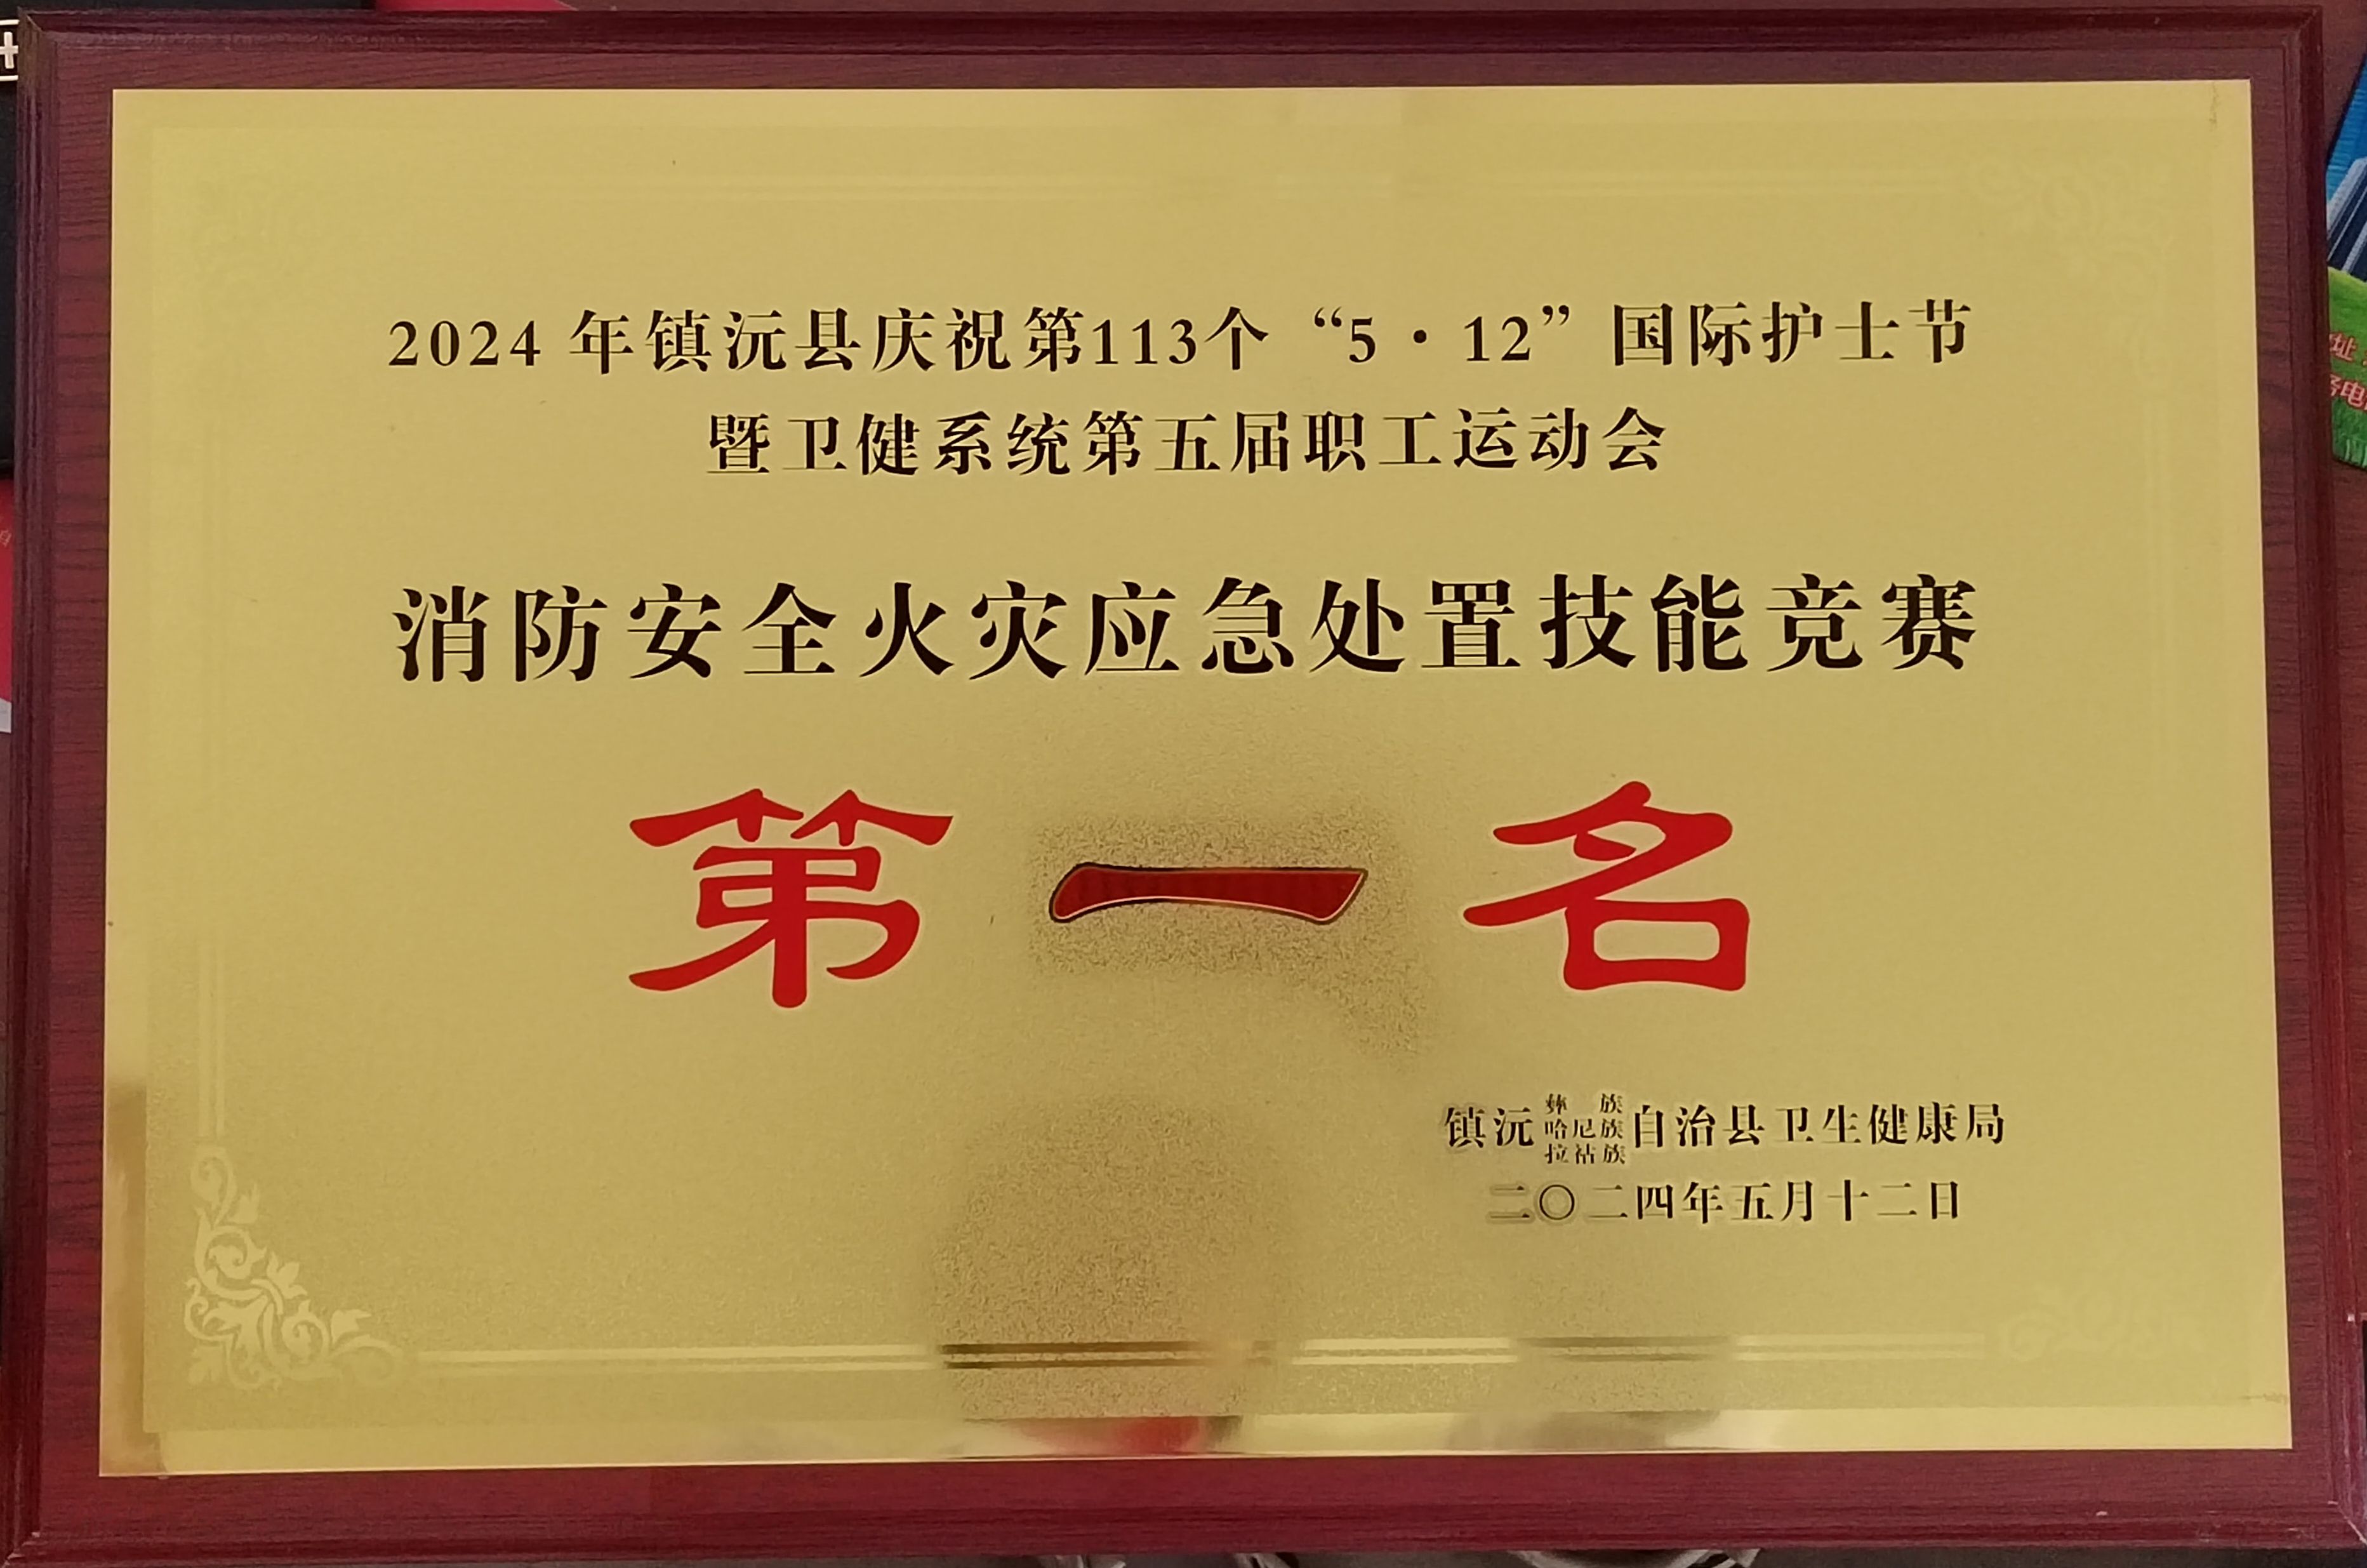 2024 年镇沅县庆祝第113个“5·12”国际护士节
暨卫健系统第五届职工运动会
消防安全火灾应急处置技能竞赛
第一名
镇沅彝族哈尼族拉祜族自治县卫生健康局
二〇二四年五月十二日
址
务电